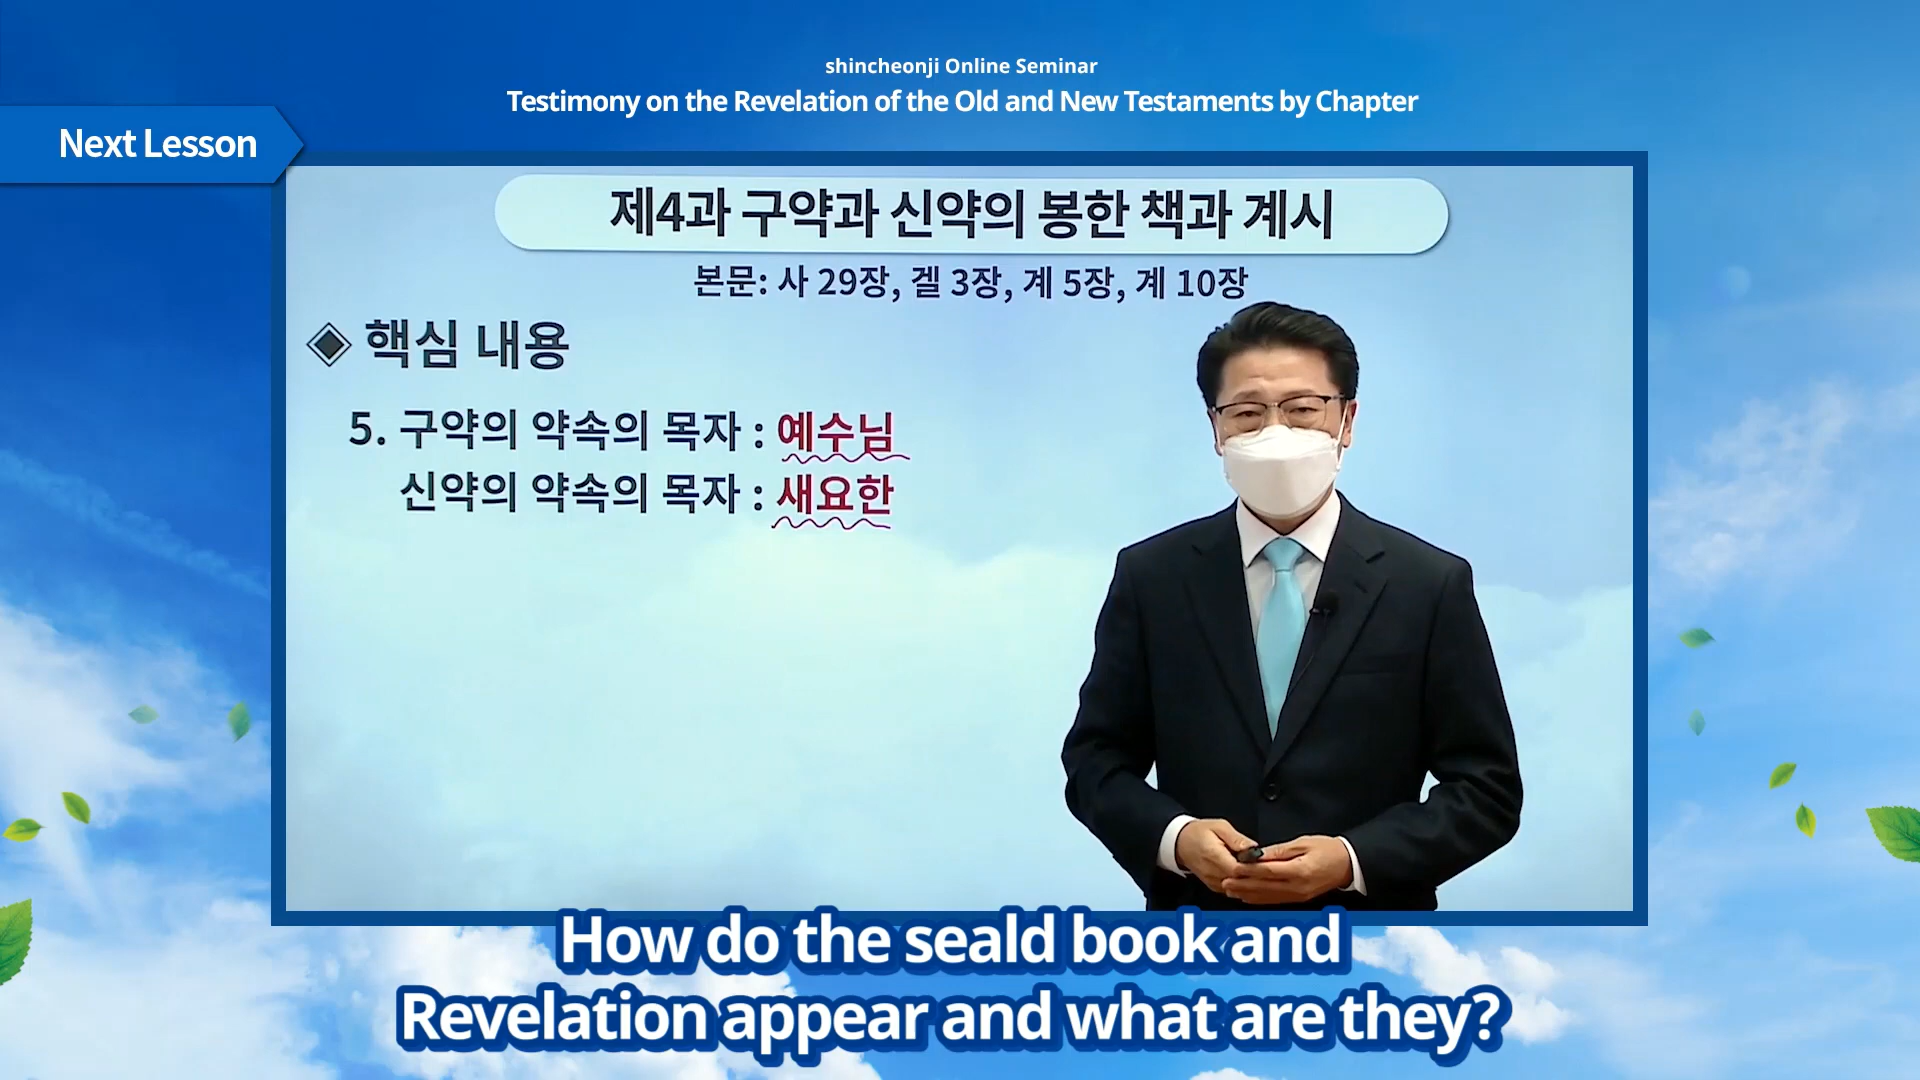 shincheonji Online Seminar
Testimony on the Revelation of the Old and New Testaments by Chapter
Next Lesson
제4과 구약과 신약의 봉한 책과 계시
본문: 사 29장, 겔 3장, 계 5장, 계 10장
◈ 핵심 내용
5. 구약의 약속의 목자 : 예수님
신약의 약속의 목자 : 새요한
How do the seald book and
Revelation appear and what are they?